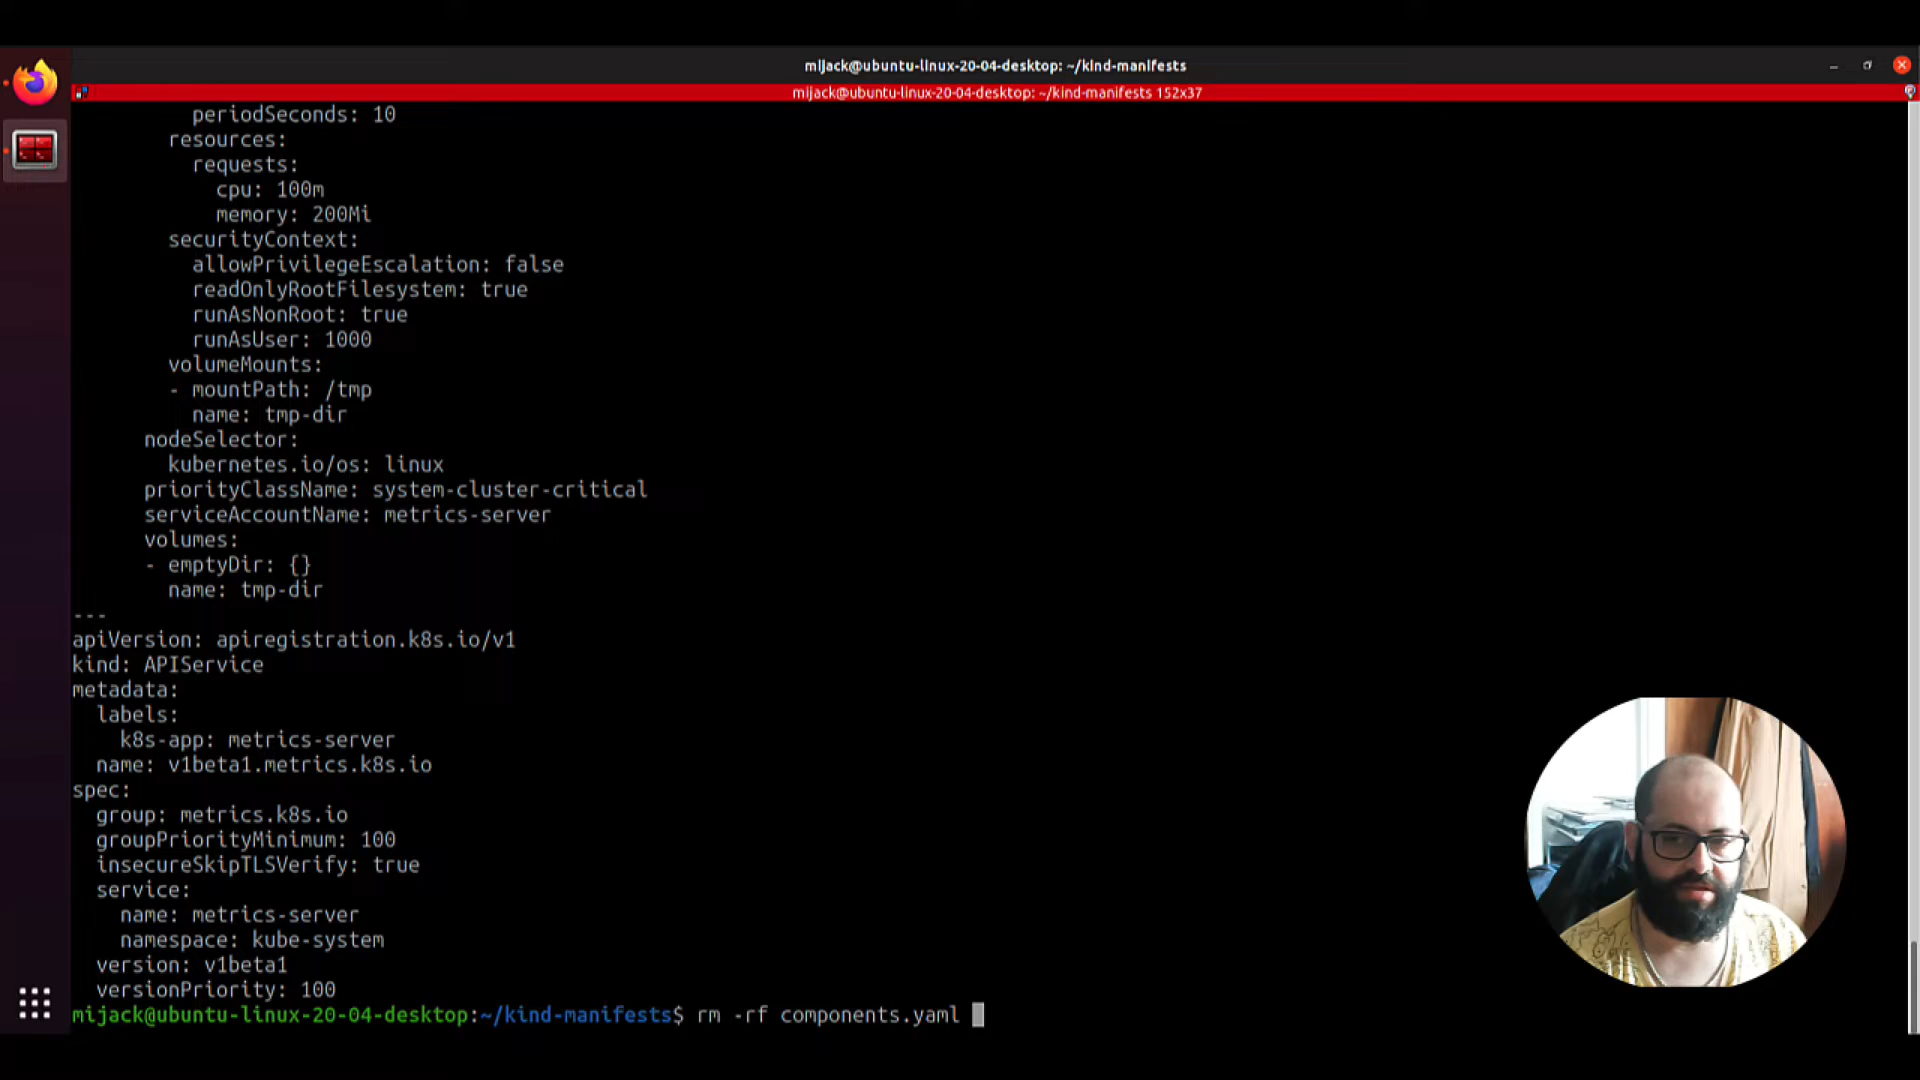 mijack@ubuntu-linux-20-04-desktop: ~/kind-manifests
mijack@ubuntu-linux-20-04-desktop: ~/kind-manifests 152x37
          periodSeconds: 10
        resources:
          requests:
            cpu: 100m
            memory: 200Mi
        securityContext:
          allowPrivilegeEscalation: false
          readOnlyRootFilesystem: true
          runAsNonRoot: true
          runAsUser: 1000
        volumeMounts:
        - mountPath: /tmp
          name: tmp-dir
      nodeSelector:
        kubernetes.io/os: linux
      priorityClassName: system-cluster-critical
      serviceAccountName: metrics-server
      volumes:
      - emptyDir: {}
        name: tmp-dir
---
apiVersion: apiregistration.k8s.io/v1
kind: APIService
metadata:
  labels:
    k8s-app: metrics-server
  name: v1beta1.metrics.k8s.io
spec:
  group: metrics.k8s.io
  groupPriorityMinimum: 100
  insecureSkipTLSVerify: true
  service:
    name: metrics-server
    namespace: kube-system
  version: v1beta1
  versionPriority: 100
mijack@ubuntu-linux-20-04-desktop:~/kind-manifests$ rm -rf components.yaml